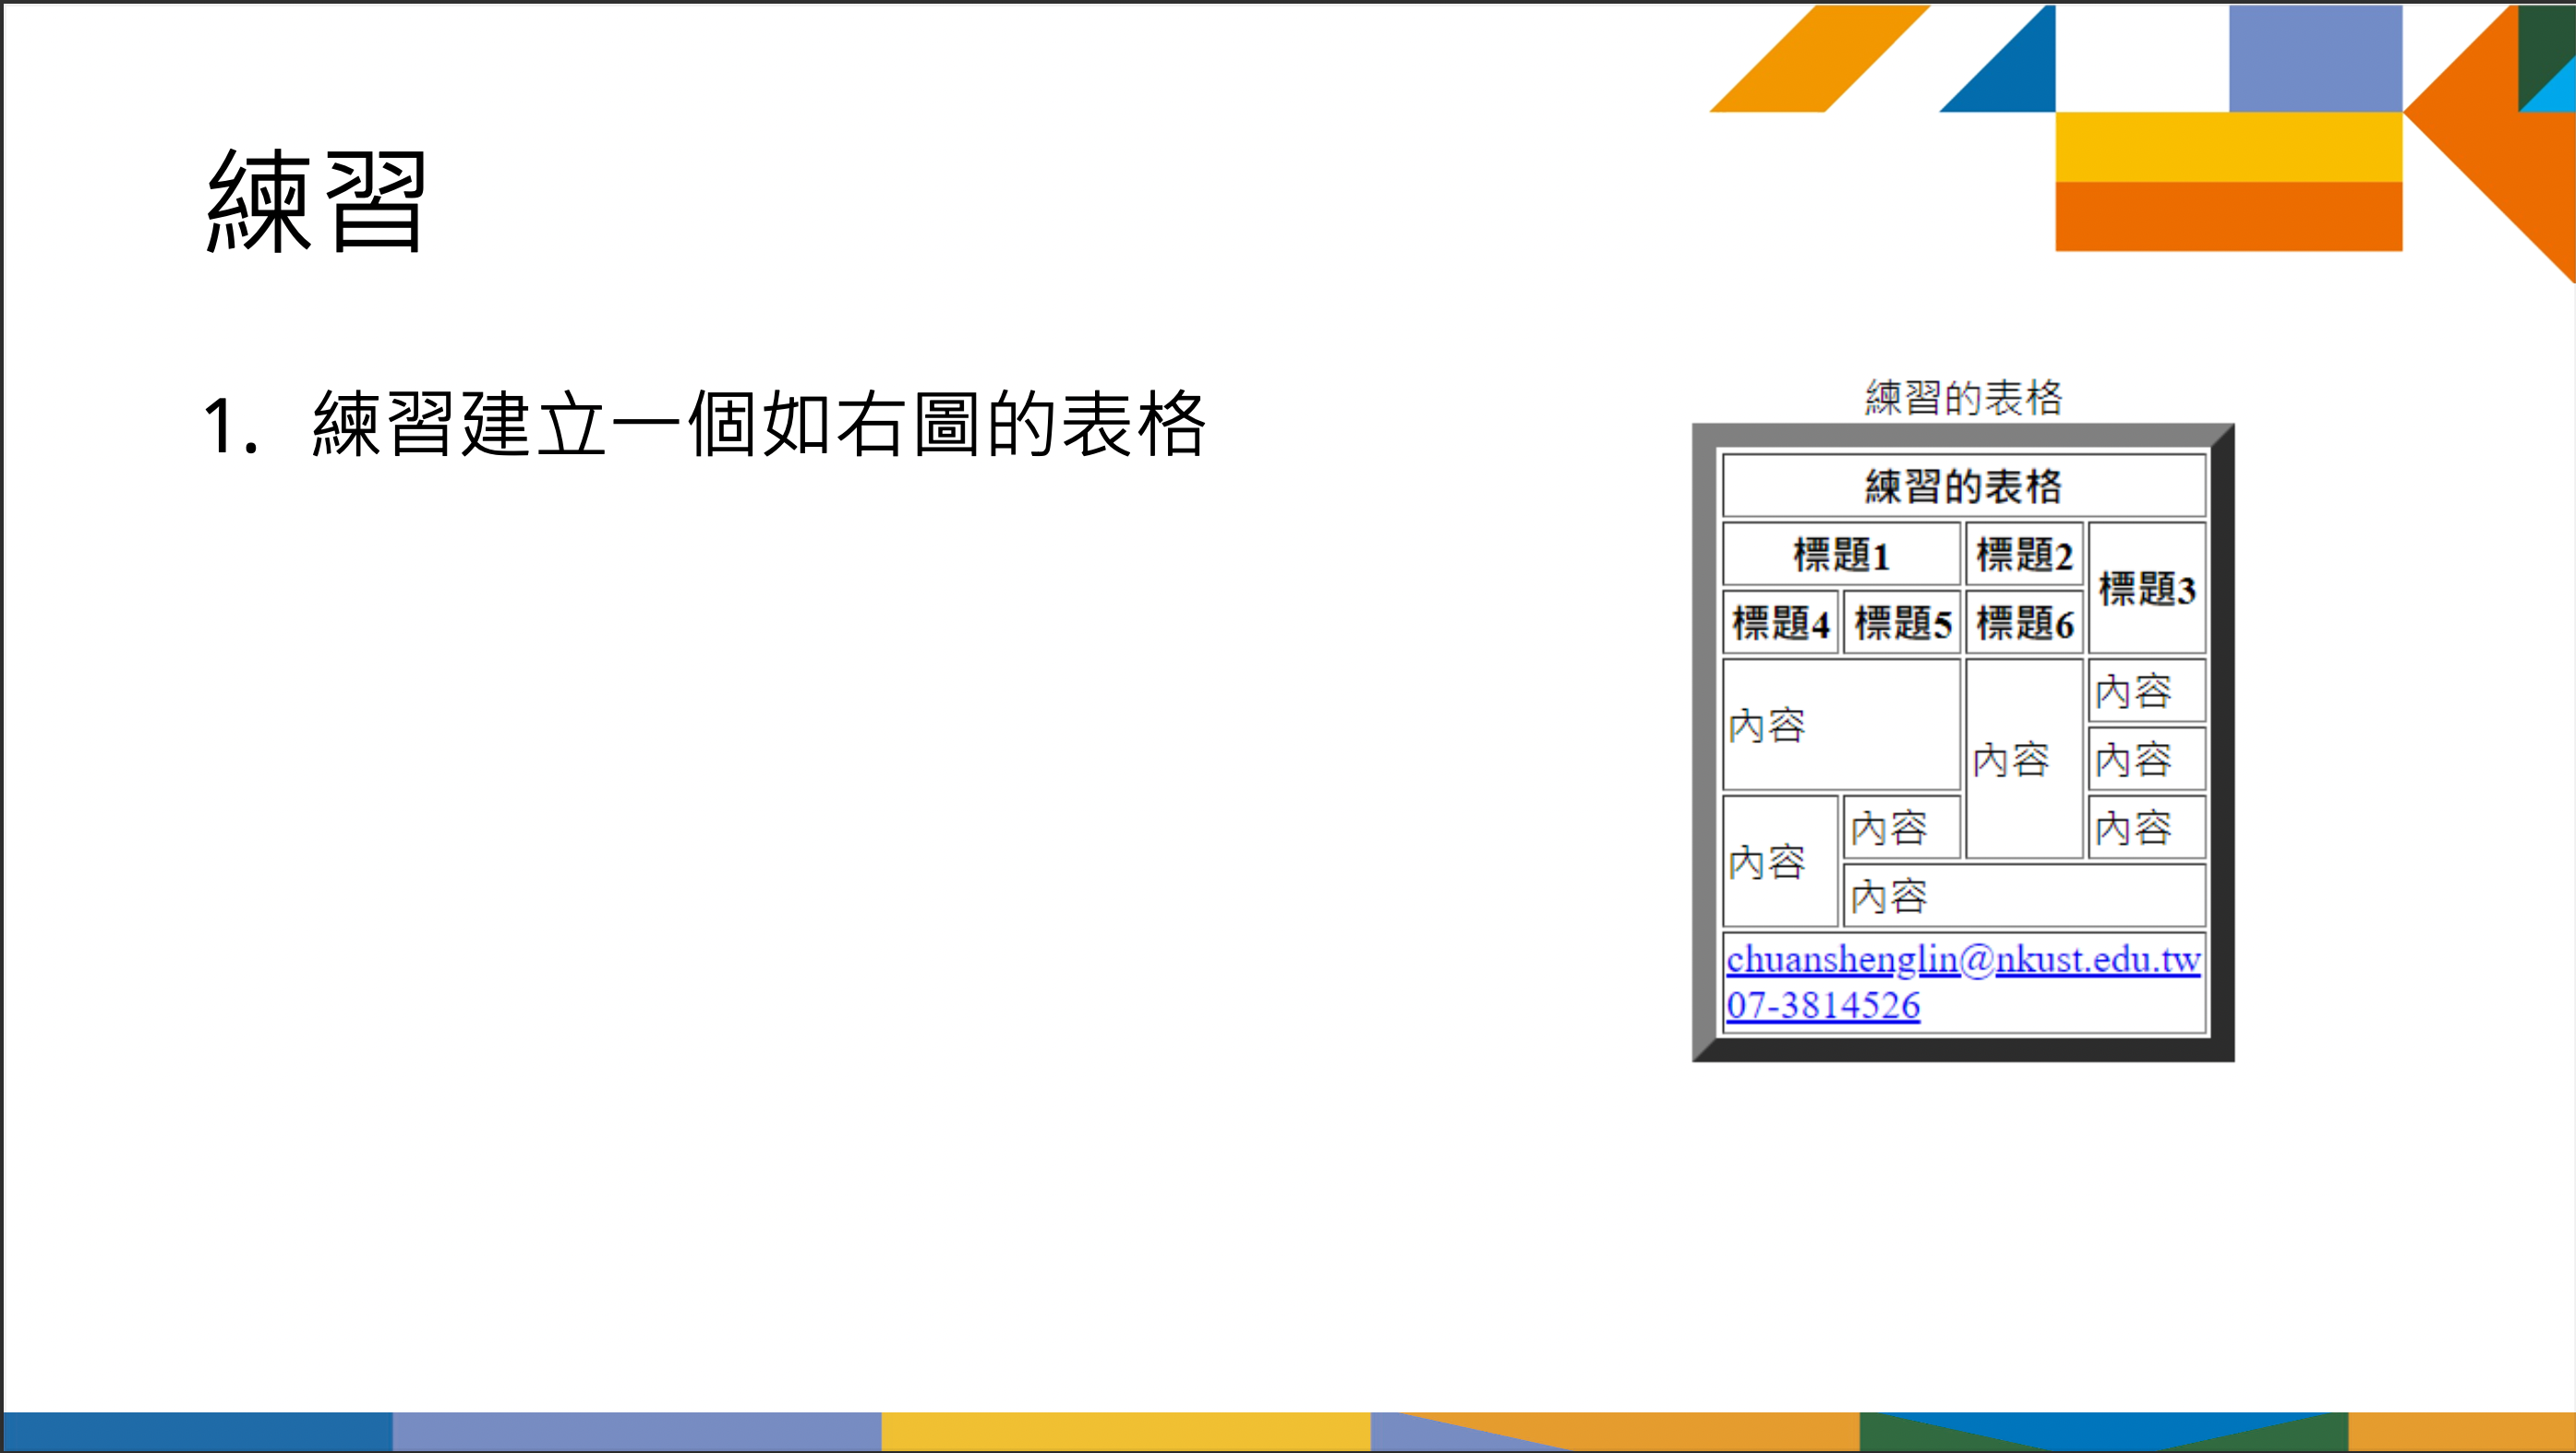 練習
1. 練習建立一個如右圖的表格
練習的表格
練習的表格
標題1 標題2 標題3
標題4 標題5 標題6
內容 內容 內容
內容
內容 內容 內容
內容
chuanshenglin@nkust.edu.tw
07-3814526